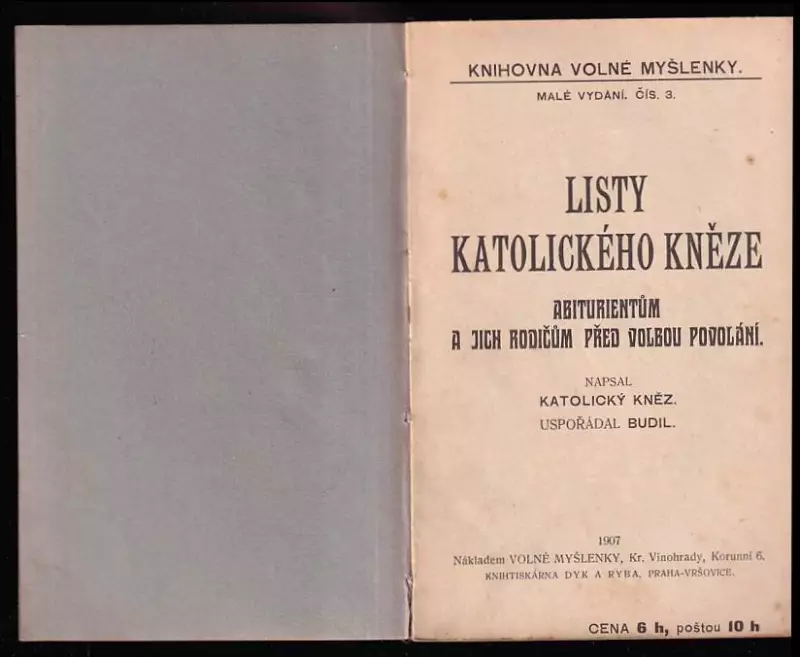 KNIHOVNA VOLNÉ MYŠLENKY.
MALÉ VYDÁNÍ. ČÍS. 3.
LISTY
KATOLICKÉHO KNĚZE
ABITURIENTŮM
A JICH RODIČŮM PŘED VOLBOU POVOLÁNÍ.
NAPSAL
KATOLICKÝ KNĚZ.
USPOŘÁDAL BUDIL.
1907
Nákladem VOLNÉ MYŠLENKY, Kr. Vinohrady, Korunní 6.
KNIHTISKÁRNA DYK A RYBA, PRAHA-VRŠOVICE.
CENA 6 h, poštou 10 h